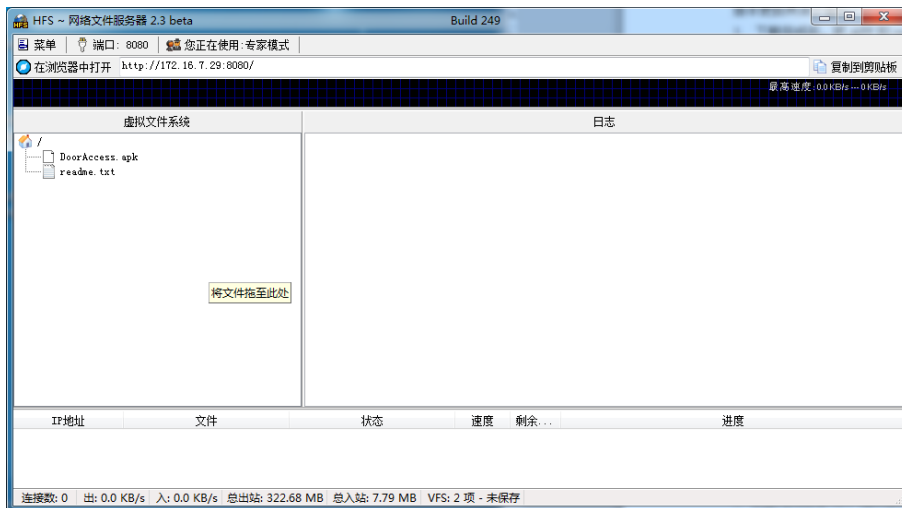 HFS ~ 网络文件服务器 2.3 beta Build 249
菜单 端口: 8080 您正在使用:专家模式
在浏览器中打开 http://172.16.7.29:8080/ 复制到剪贴板
最高速度:0.0 KB/s --- 0 KB/s
虚拟文件系统 日志
/
DoorAccess.apk
readme.txt
将文件拖至此处
IP地址 文件 状态 速度 剩余... 进度
连接数: 0 出: 0.0 KB/s 入: 0.0 KB/s 总出站: 322.68 MB 总入站: 7.79 MB VFS: 2 项 - 未保存